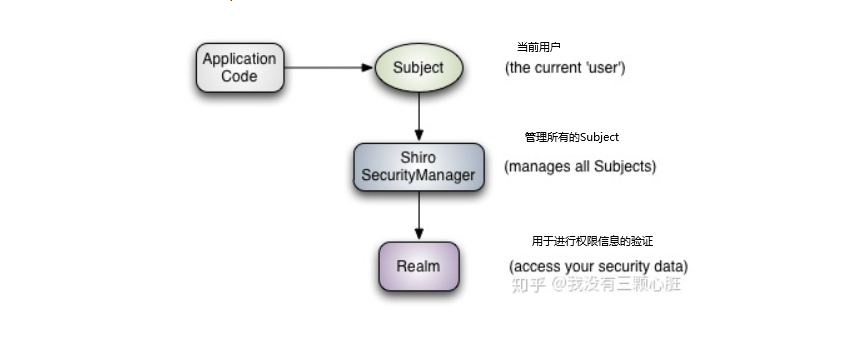 Application
Code
Subject
当前用户
(the current 'user')
Shiro
SecurityManager
管理所有的Subject
(manages all Subjects)
Realm
用于进行权限信息的验证
(access your security data)
知乎 @我没有三颗心脏